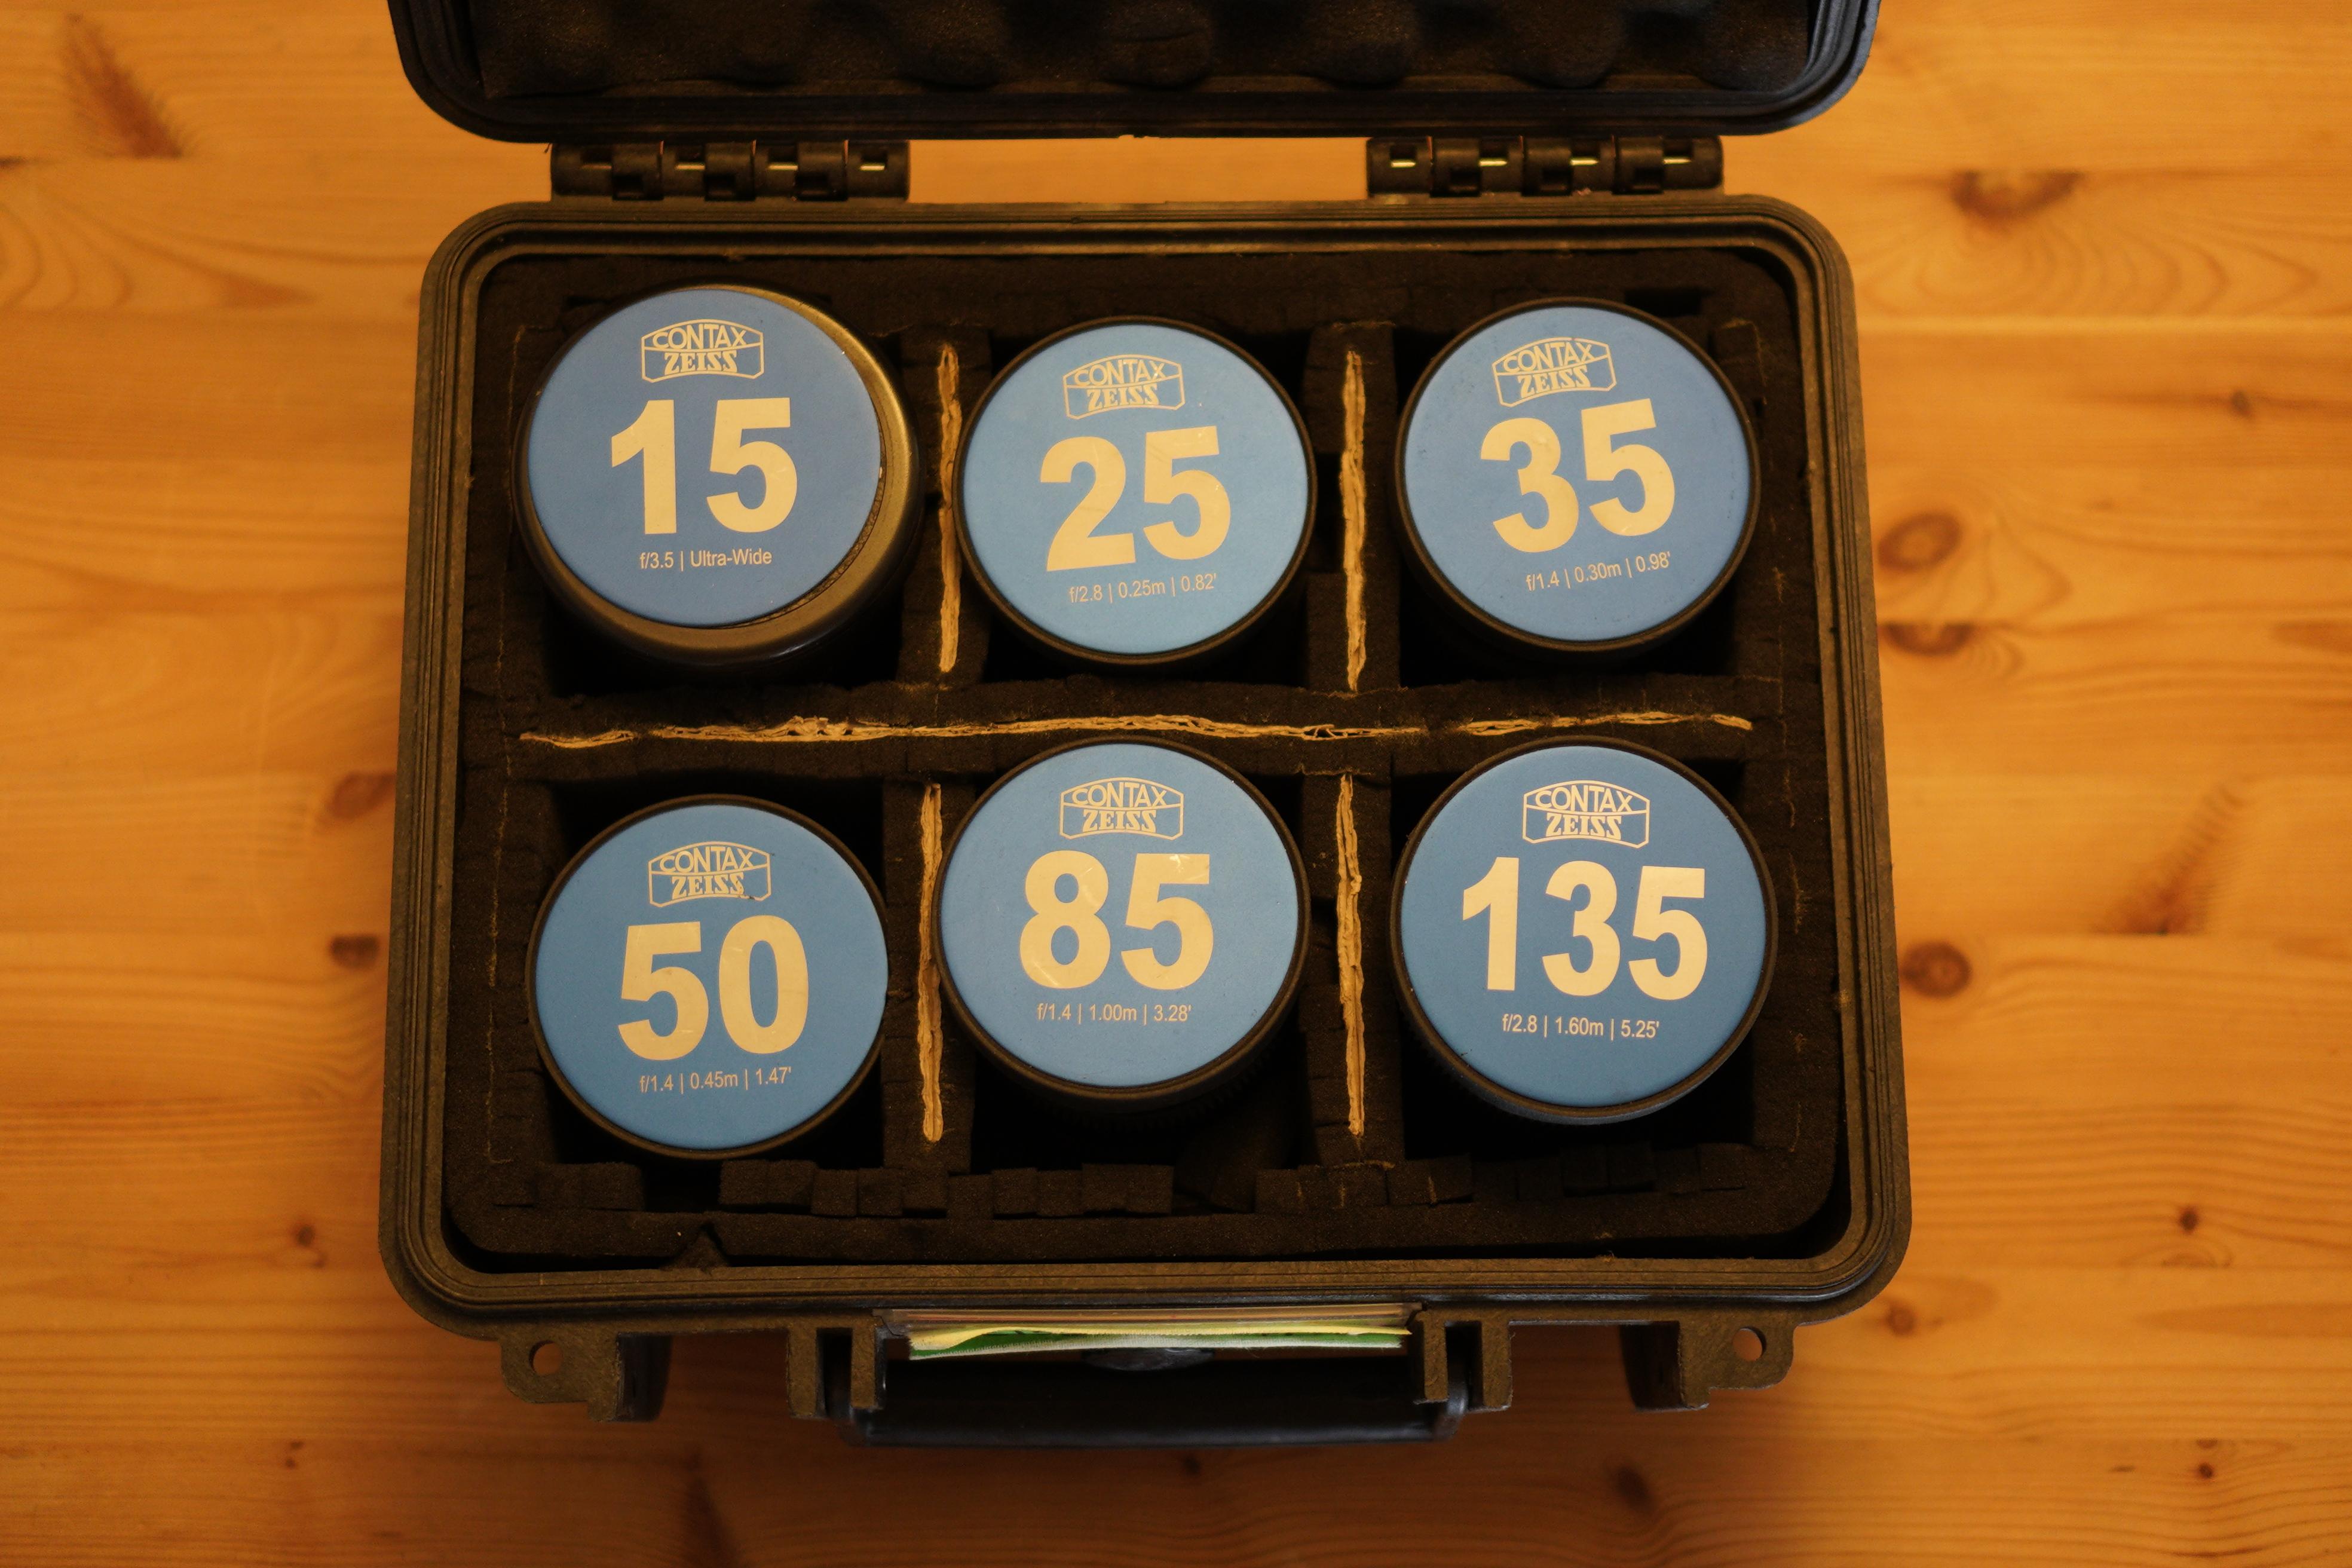 CONTAX
ZEISS
15
f/3.5 | Ultra-Wide
CONTAX
ZEISS
25
f/2.8 | 0.25m | 0.82'
CONTAX
ZEISS
35
f/1.4 | 0.30m | 0.98'
CONTAX
ZEISS
50
f/1.4 | 0.45m | 1.47'
CONTAX
ZEISS
85
f/1.4 | 1.00m | 3.28'
CONTAX
ZEISS
135
f/2.8 | 1.60m | 5.25'